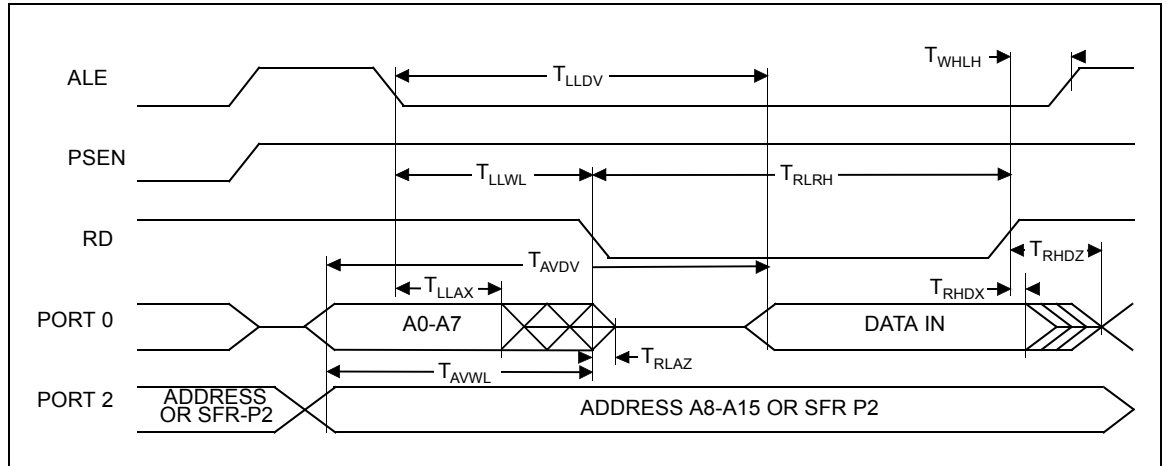 ALE
T_LLDV
T_WHLH
PSEN
T_LLWL
T_RLRH
RD
T_AVDV
T_RHDZ
T_LLAX
T_RHDX
PORT 0
A0-A7
DATA IN
T_RLAZ
T_AVWL
PORT 2
ADDRESS
OR SFR-P2
ADDRESS A8-A15 OR SFR P2